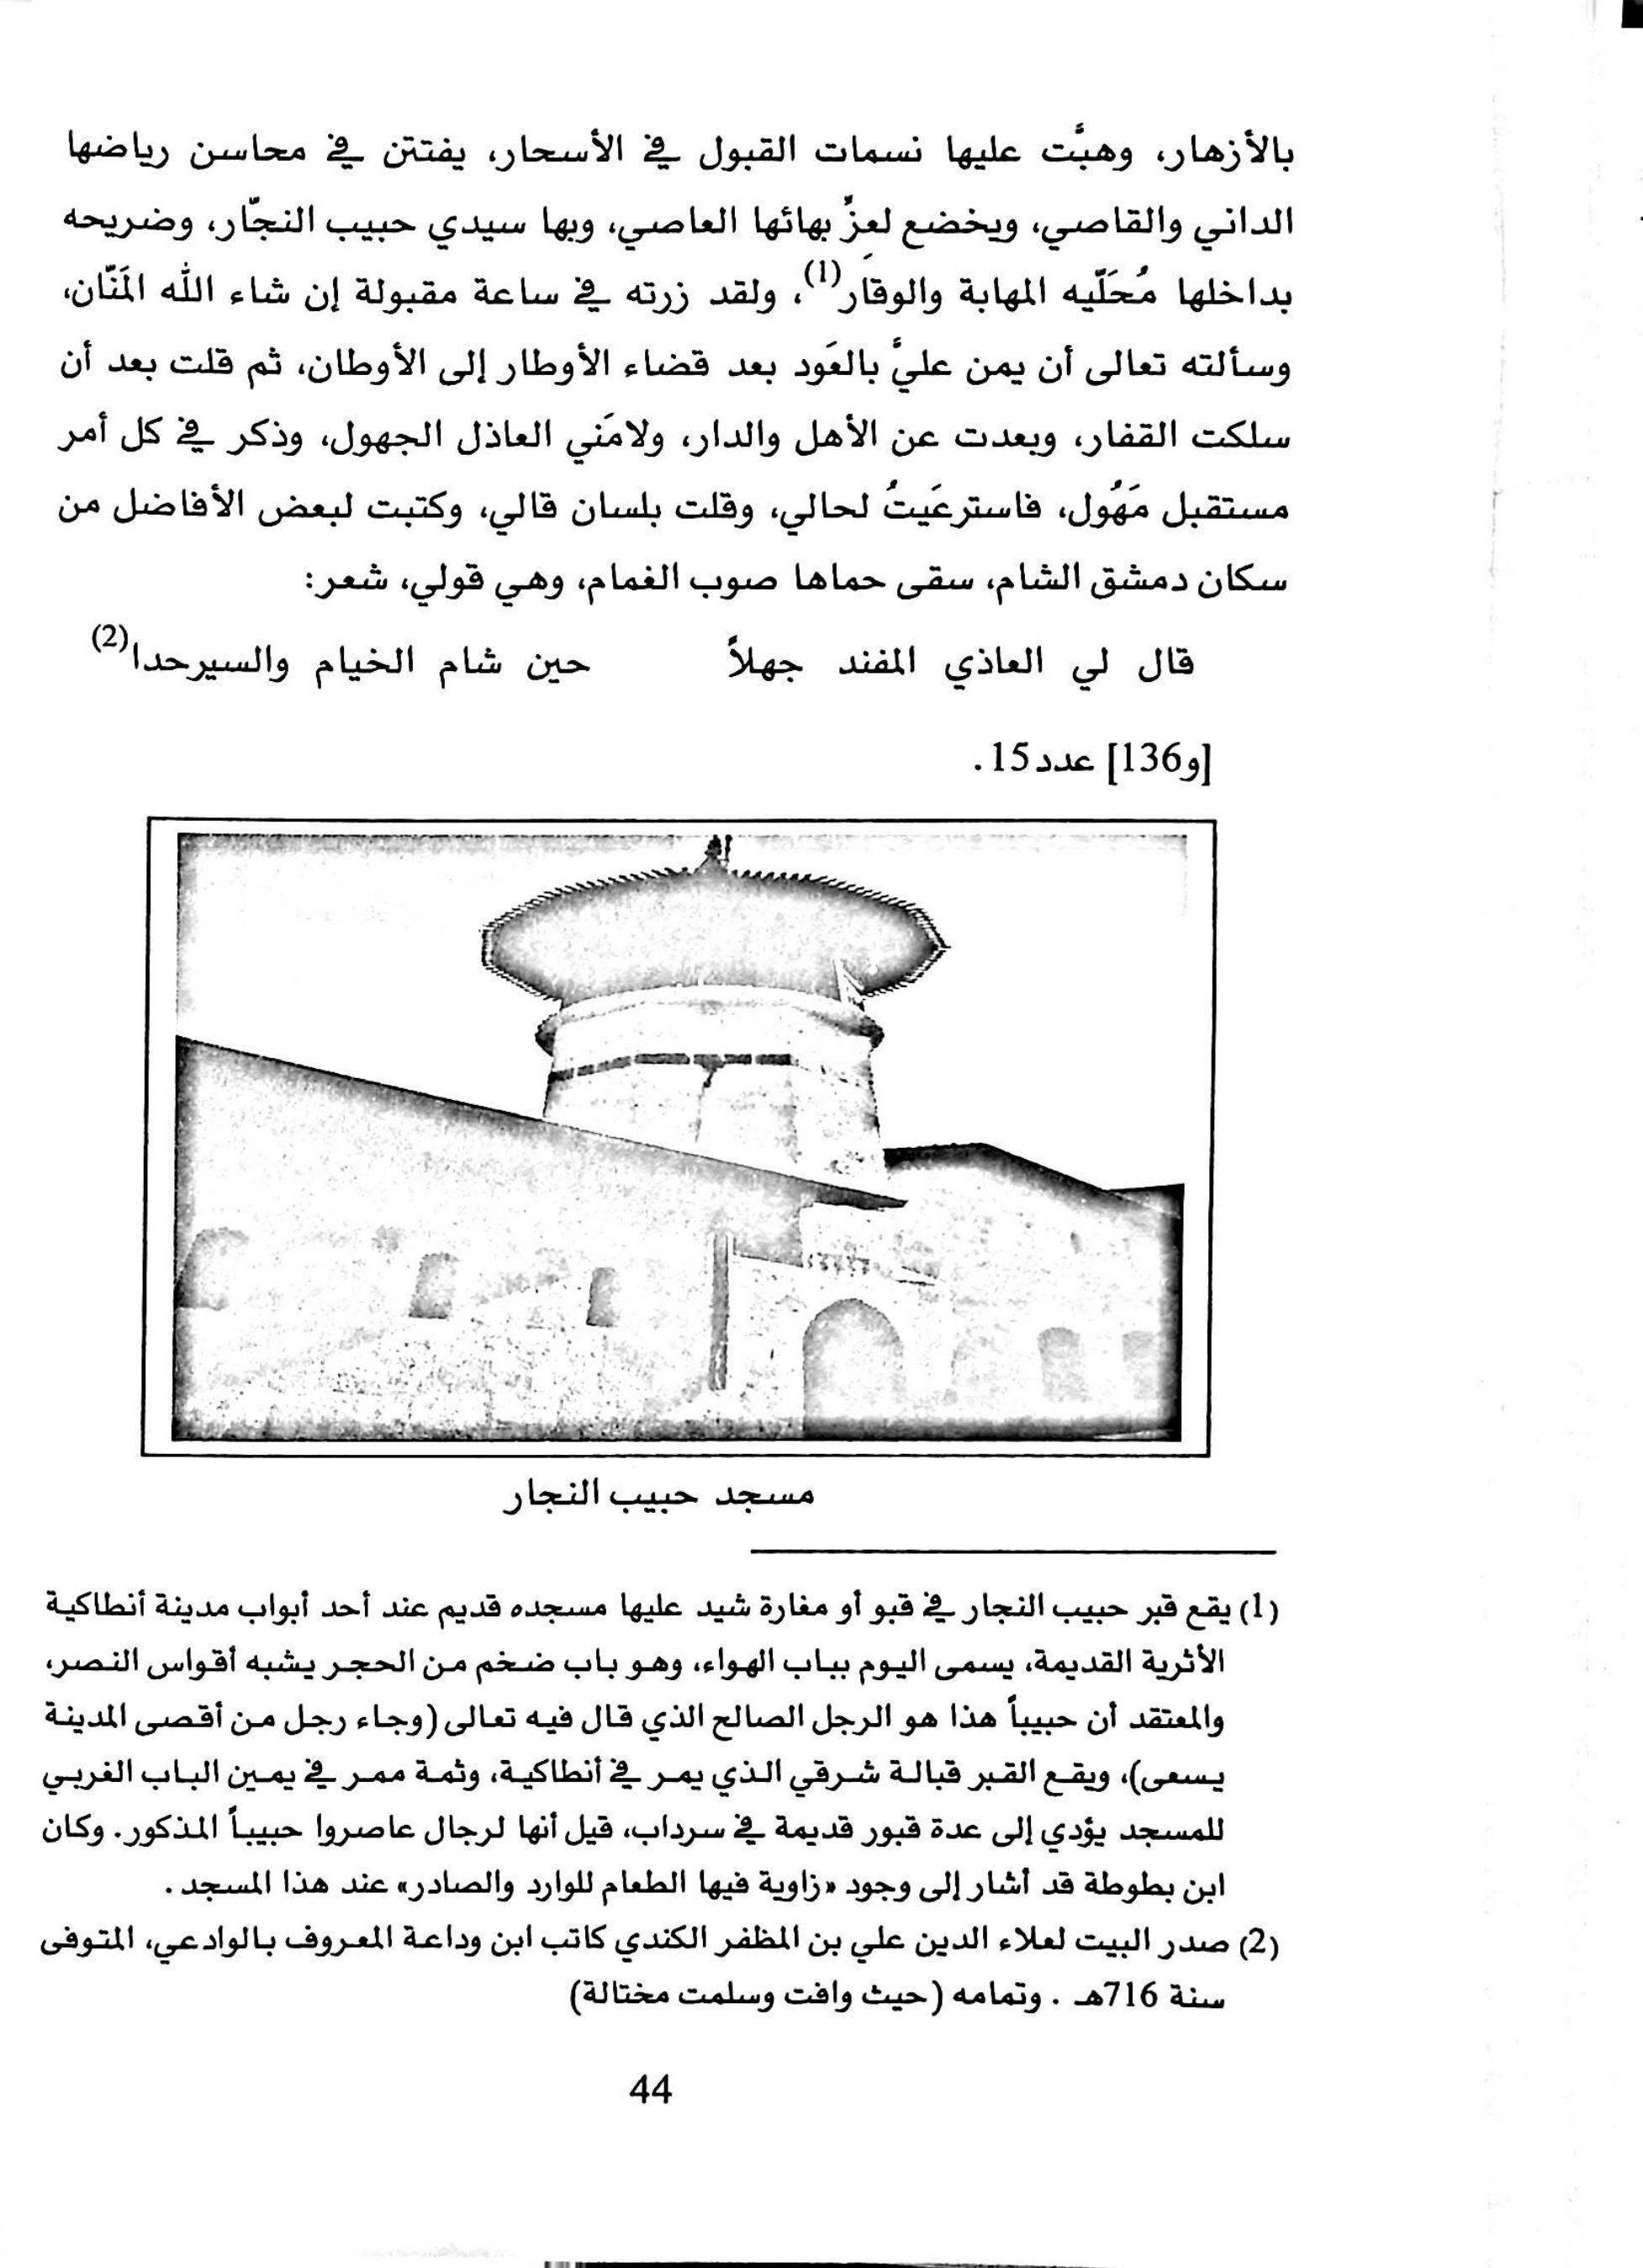 بالأزهار، وهبَّت عليها نسمات القبول في الأسحار، يفتتن في محاسن رياضها
الداني والقاصي، ويخضع لعزِّ بهائها العاصي، وبها سيدي حبيب النجّار، وضريحه
بداخلها مُحَلّيه المهابة والوقار(1)، ولقد زرته في ساعة مقبولة إن شاء الله المَنّان،
وسألته تعالى أن يمن عليَّ بالعَود بعد قضاء الأوطار إلى الأوطان، ثم قلت بعد أن
سلكت القفار، وبعدت عن الأهل والدار، ولامَني العاذل الجهول، وذكر في كل أمر
مستقبل مَهُول، فاسترعَيتُ لحالي، وقلت بلسان قالي، وكتبت لبعض الأفاضل من
سكان دمشق الشام، سقى حماها صوب الغمام، وهي قولي، شعر:
قال لي العاذي المفند جهلاً حين شام الخيام والسيرحدا(2)
[و136] عدد15.
مسجد حبيب النجار
(1) يقع قبر حبيب النجار في قبو أو مغارة شيد عليها مسجده قديم عند أحد أبواب مدينة أنطاكية
الأثرية القديمة، يسمى اليوم بباب الهواء، وهو باب ضخم من الحجر يشبه أقواس النصر،
والمعتقد أن حبيباً هذا هو الرجل الصالح الذي قال فيه تعالى (وجاء رجل من أقصى المدينة
يسعى)، ويقع القبر قبالة شرقي الذي يمر في أنطاكية، وثمة ممر في يمين الباب الغربي
للمسجد يؤدي إلى عدة قبور قديمة في سرداب، قيل أنها لرجال عاصروا حبيباً المذكور. وكان
ابن بطوطة قد أشار إلى وجود «زاوية فيها الطعام للوارد والصادر» عند هذا المسجد.
(2) صدر البيت لعلاء الدين علي بن المظفر الكندي كاتب ابن وداعة المعروف بالوادعي، المتوفى
سنة 716هـ. وتمامه (حيث وافت وسلمت مختالة)
44